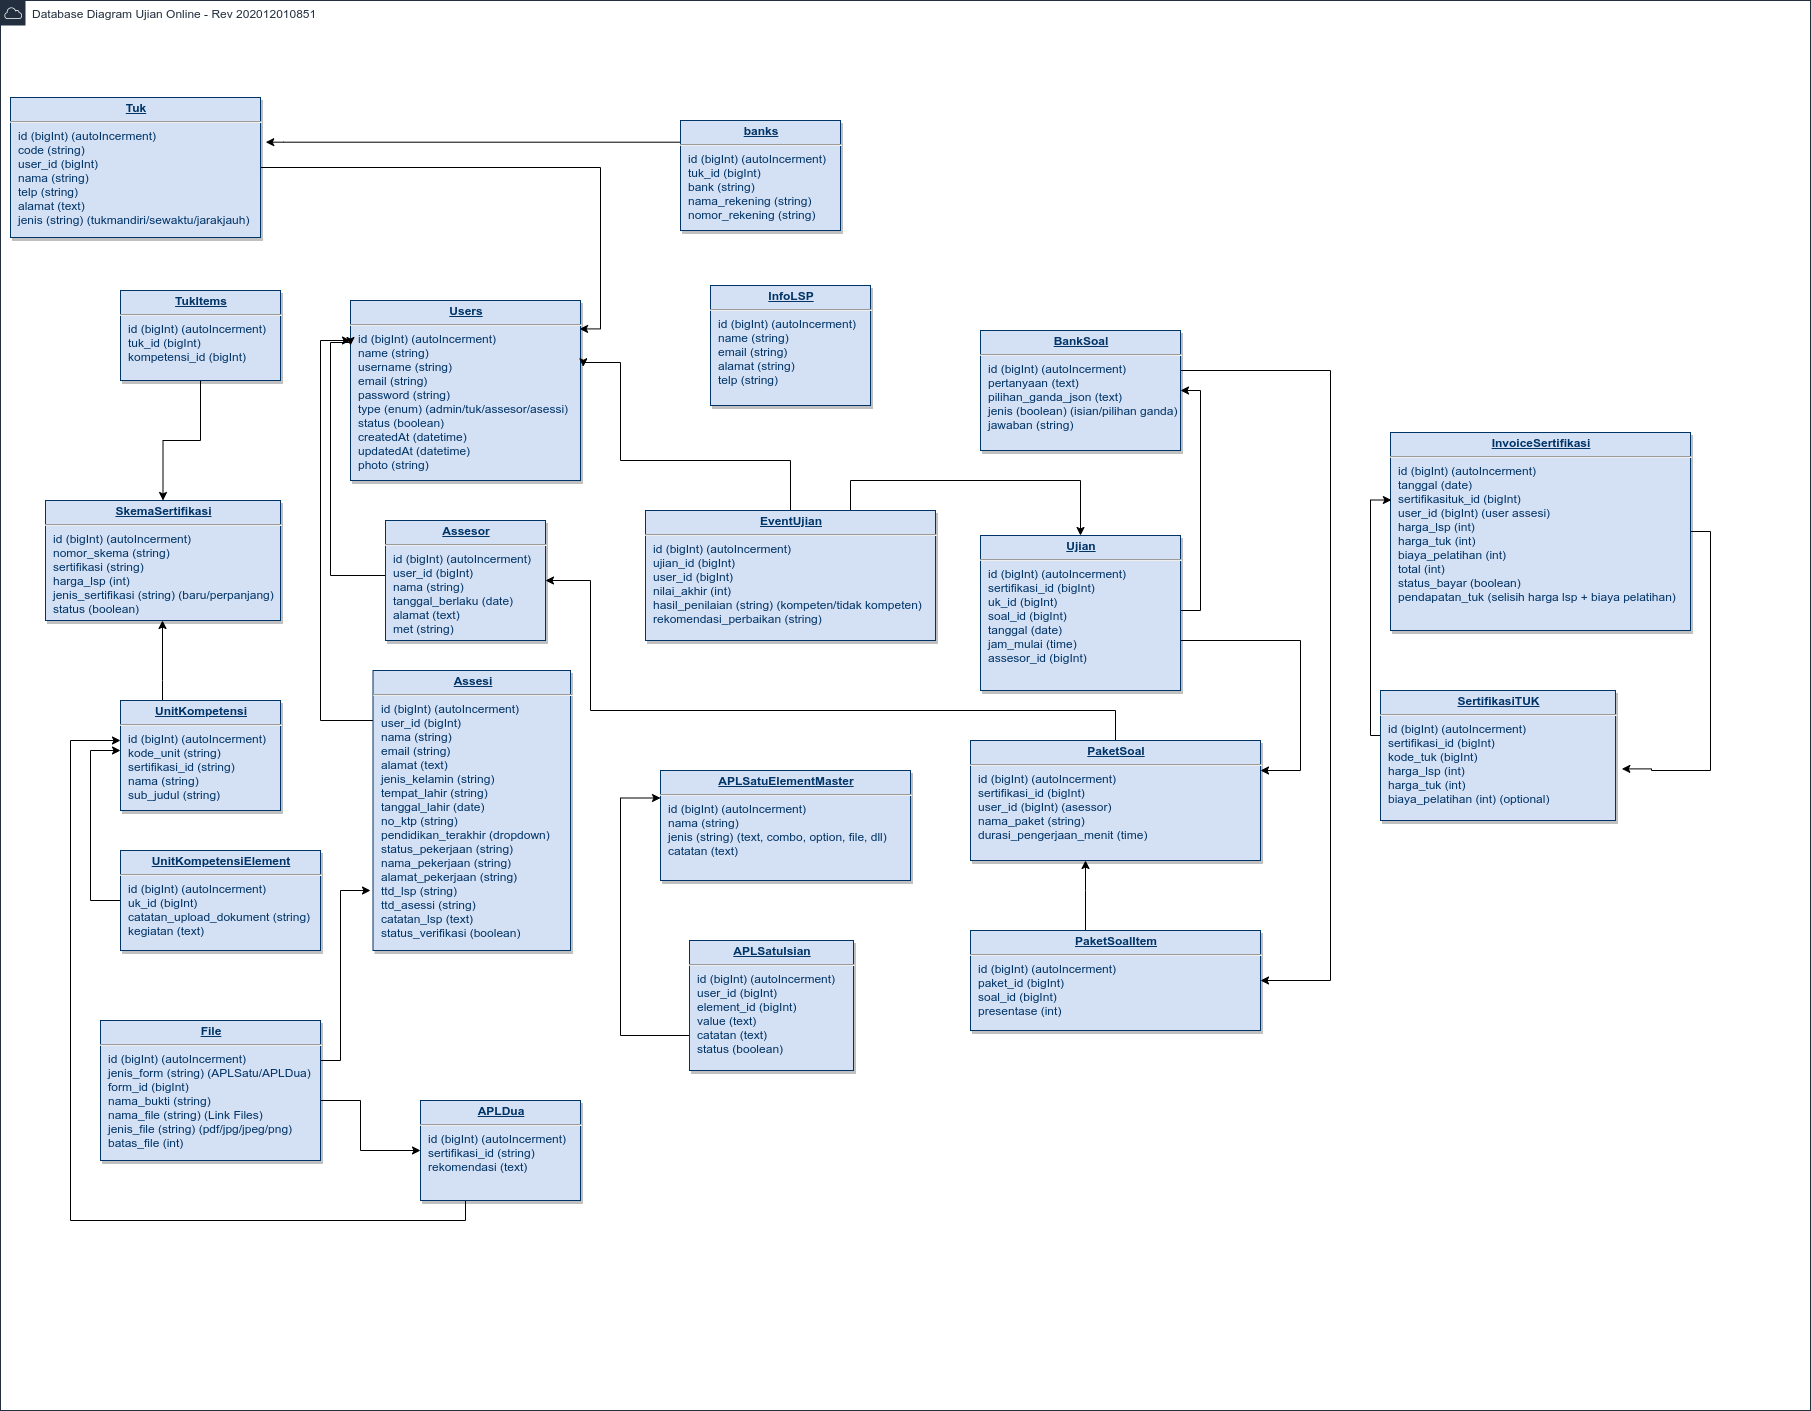 Database Diagram Ujian Online - Rev 202012010851
Tuk
id (bigInt) (autoIncerment)
code (string)
user_id (bigInt)
nama (string)
telp (string)
alamat (text)
jenis (string) (tukmandiri/sewaktu/jarakjauh)
banks
id (bigInt) (autoIncerment)
tuk_id (bigInt)
bank (string)
nama_rekening (string)
nomor_rekening (string)
TukItems
id (bigInt) (autoIncerment)
tuk_id (bigInt)
kompetensi_id (bigInt)
Users
id (bigInt) (autoIncerment)
name (string)
username (string)
email (string)
password (string)
type (enum) (admin/tuk/assesor/asessi)
status (boolean)
createdAt (datetime)
updatedAt (datetime)
photo (string)
InfoLSP
id (bigInt) (autoIncerment)
name (string)
email (string)
alamat (string)
telp (string)
BankSoal
id (bigInt) (autoIncerment)
pertanyaan (text)
pilihan_ganda_json (text)
jenis (boolean) (isian/pilihan ganda)
jawaban (string)
InvoiceSertifikasi
id (bigInt) (autoIncerment)
tanggal (date)
sertifikasituk_id (bigInt)
user_id (bigInt) (user assesi)
harga_lsp (int)
harga_tuk (int)
biaya_pelatihan (int)
total (int)
status_bayar (boolean)
pendapatan_tuk (selisih harga lsp + biaya pelatihan)
SkemaSertifikasi
id (bigInt) (autoIncerment)
nomor_skema (string)
sertifikasi (string)
harga_lsp (int)
jenis_sertifikasi (string) (baru/perpanjang)
status (boolean)
Assesor
id (bigInt) (autoIncerment)
user_id (bigInt)
nama (string)
tanggal_berlaku (date)
alamat (text)
met (string)
EventUjian
id (bigInt) (autoIncerment)
ujian_id (bigInt)
user_id (bigInt)
nilai_akhir (int)
hasil_penilaian (string) (kompeten/tidak kompeten)
rekomendasi_perbaikan (string)
Ujian
id (bigInt) (autoIncerment)
sertifikasi_id (bigInt)
uk_id (bigInt)
soal_id (bigInt)
tanggal (date)
jam_mulai (time)
assesor_id (bigInt)
UnitKompetensi
id (bigInt) (autoIncerment)
kode_unit (string)
sertifikasi_id (string)
nama (string)
sub_judul (string)
Assesi
id (bigInt) (autoIncerment)
user_id (bigInt)
nama (string)
email (string)
alamat (text)
jenis_kelamin (string)
tempat_lahir (string)
tanggal_lahir (date)
no_ktp (string)
pendidikan_terakhir (dropdown)
status_pekerjaan (string)
nama_pekerjaan (string)
alamat_pekerjaan (string)
ttd_lsp (string)
ttd_asessi (string)
catatan_lsp (text)
status_verifikasi (boolean)
APLSatuElementMaster
id (bigInt) (autoIncerment)
nama (string)
jenis (string) (text, combo, option, file, dll)
catatan (text)
PaketSoal
id (bigInt) (autoIncerment)
sertifikasi_id (bigInt)
user_id (bigInt) (asessor)
nama_paket (string)
durasi_pengerjaan_menit (time)
SertifikasiTUK
id (bigInt) (autoIncerment)
sertifikasi_id (bigInt)
kode_tuk (bigInt)
harga_lsp (int)
harga_tuk (int)
biaya_pelatihan (int) (optional)
UnitKompetensiElement
id (bigInt) (autoIncerment)
uk_id (bigInt)
catatan_upload_dokument (string)
kegiatan (text)
APLSatuIsian
id (bigInt) (autoIncerment)
user_id (bigInt)
element_id (bigInt)
value (text)
catatan (text)
status (boolean)
PaketSoalItem
id (bigInt) (autoIncerment)
paket_id (bigInt)
soal_id (bigInt)
presentase (int)
File
id (bigInt) (autoIncerment)
jenis_form (string) (APLSatu/APLDua)
form_id (bigInt)
nama_bukti (string)
nama_file (string) (Link Files)
jenis_file (string) (pdf/jpg/jpeg/png)
batas_file (int)
APLDua
id (bigInt) (autoIncerment)
sertifikasi_id (string)
rekomendasi (text)